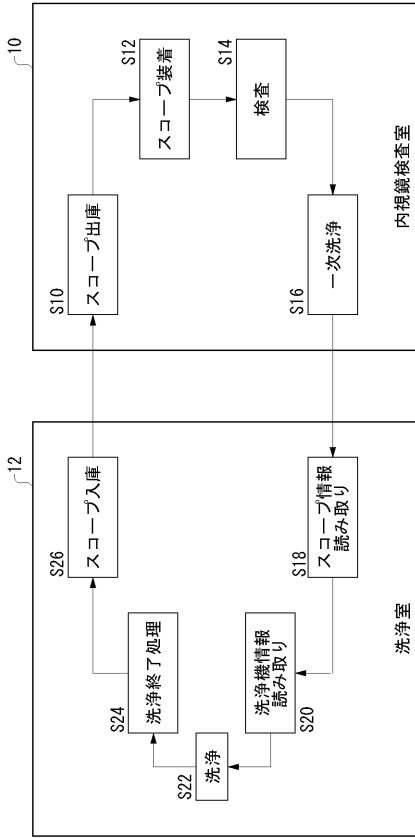 12
10
S26
スコープ入庫
S10
スコープ出庫
S12
スコープ装着
S14
検査
S24
洗浄終了処理
S22
洗浄
洗浄機情報
読み取り
S20
スコープ情報
読み取り
S18
一次洗浄
S16
洗浄室
内視鏡検査室